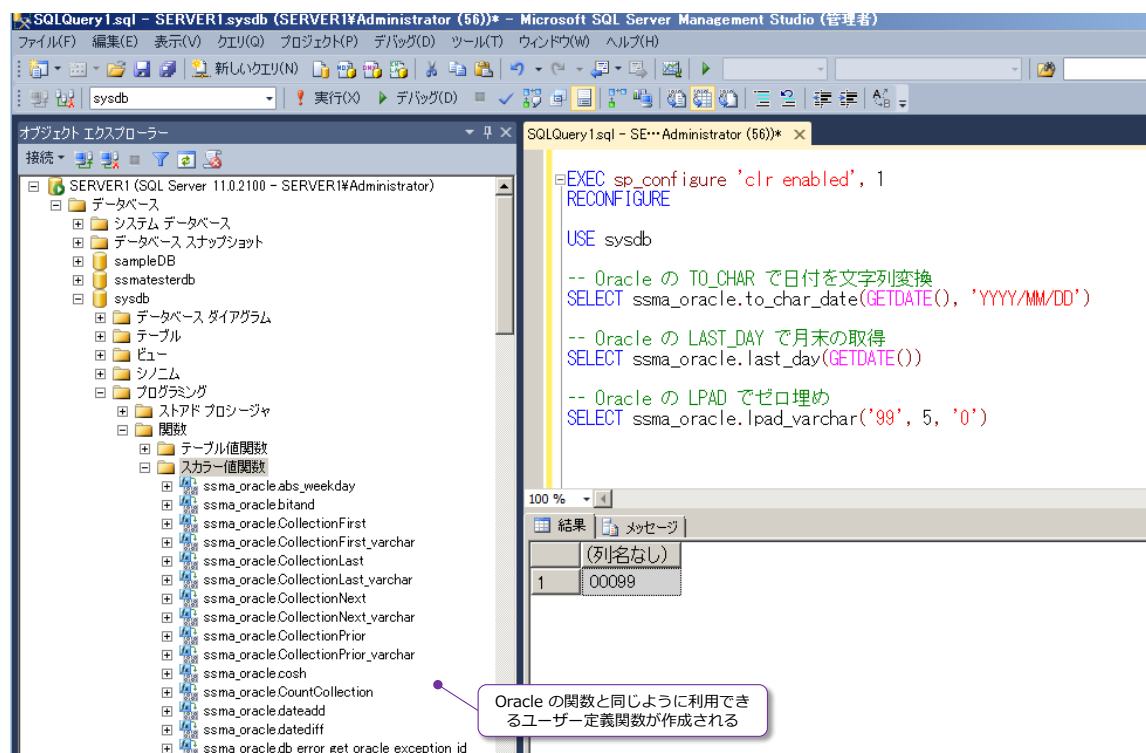 SQLQuery1.sql - SERVER1.sysdb (SERVER1¥Administrator (56))* - Microsoft SQL Server Management Studio (管理者)
ファイル(F) 編集(E) 表示(V) クエリ(Q) プロジェクト(P) デバッグ(D) ツール(T) ウィンドウ(W) ヘルプ(H)
新しいクエリ(N)
sysdb 実行(X) デバッグ(D)
オブジェクト エクスプローラー
接続
SERVER1 (SQL Server 11.0.2100 - SERVER1¥Administrator)
データベース
システム データベース
データベース スナップショット
sampleDB
ssmatesterdb
sysdb
データベース ダイアグラム
テーブル
ビュー
シノニム
プログラミング
ストアド プロシージャ
関数
テーブル値関数
スカラー値関数
ssma_oracle.abs_weekday
ssma_oracle.bitand
ssma_oracle.CollectionFirst
ssma_oracle.CollectionFirst_varchar
ssma_oracle.CollectionLast
ssma_oracle.CollectionLast_varchar
ssma_oracle.CollectionNext
ssma_oracle.CollectionNext_varchar
ssma_oracle.CollectionPrior
ssma_oracle.CollectionPrior_varchar
ssma_oracle.cosh
ssma_oracle.CountCollection
ssma_oracle.dateadd
ssma_oracle.datediff
ssma_oracle.db_error_get_oracle_exception_id
SQLQuery1.sql - SE…Administrator (56))*
EXEC sp_configure 'clr enabled', 1
RECONFIGURE
USE sysdb
-- Oracle の TO_CHAR で日付を文字列変換
SELECT ssma_oracle.to_char_date(GETDATE(), 'YYYY/MM/DD')
-- Oracle の LAST_DAY で月末の取得
SELECT ssma_oracle.last_day(GETDATE())
-- Oracle の LPAD でゼロ埋め
SELECT ssma_oracle.lpad_varchar('99', 5, '0')
100 %
結果 メッセージ
(列名なし)
1 00099
Oracle の関数と同じように利用でき
るユーザー定義関数が作成される